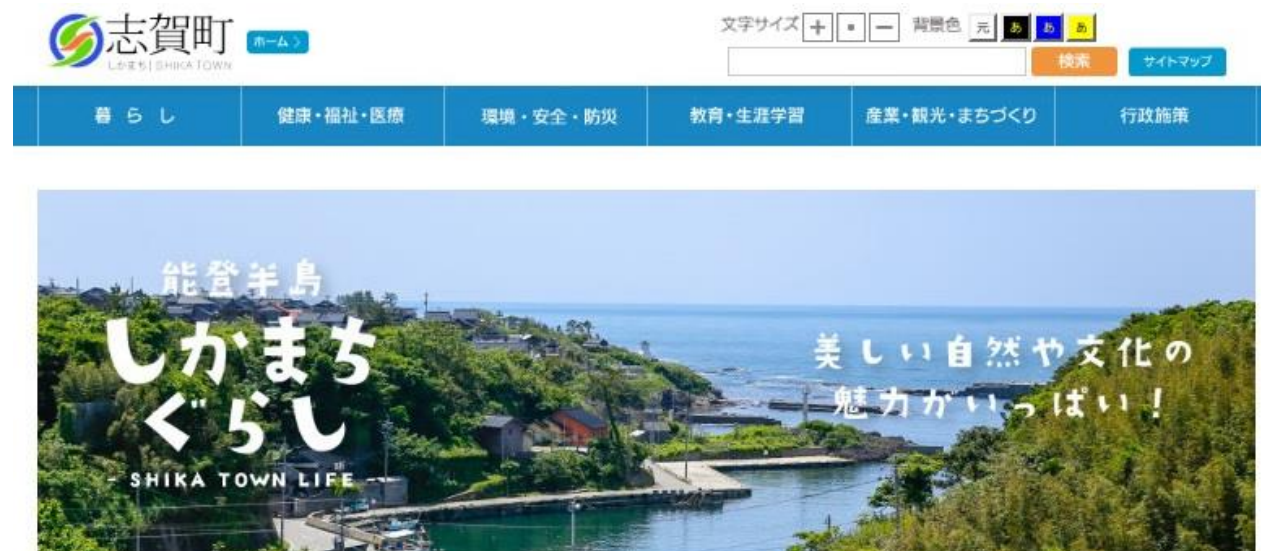 志賀町
しかまち|SHIKA TOWN
ホーム 〉
文字サイズ + ▪ — 背景色 元 あ あ あ
検索 サイトマップ
暮らし 健康・福祉・医療 環境・安全・防災 教育・生涯学習 産業・観光・まちづくり 行政施策
能登半島
しかまち
ぐらし
- SHIKA TOWN LIFE -
美しい自然や文化の
魅力がいっぱい！